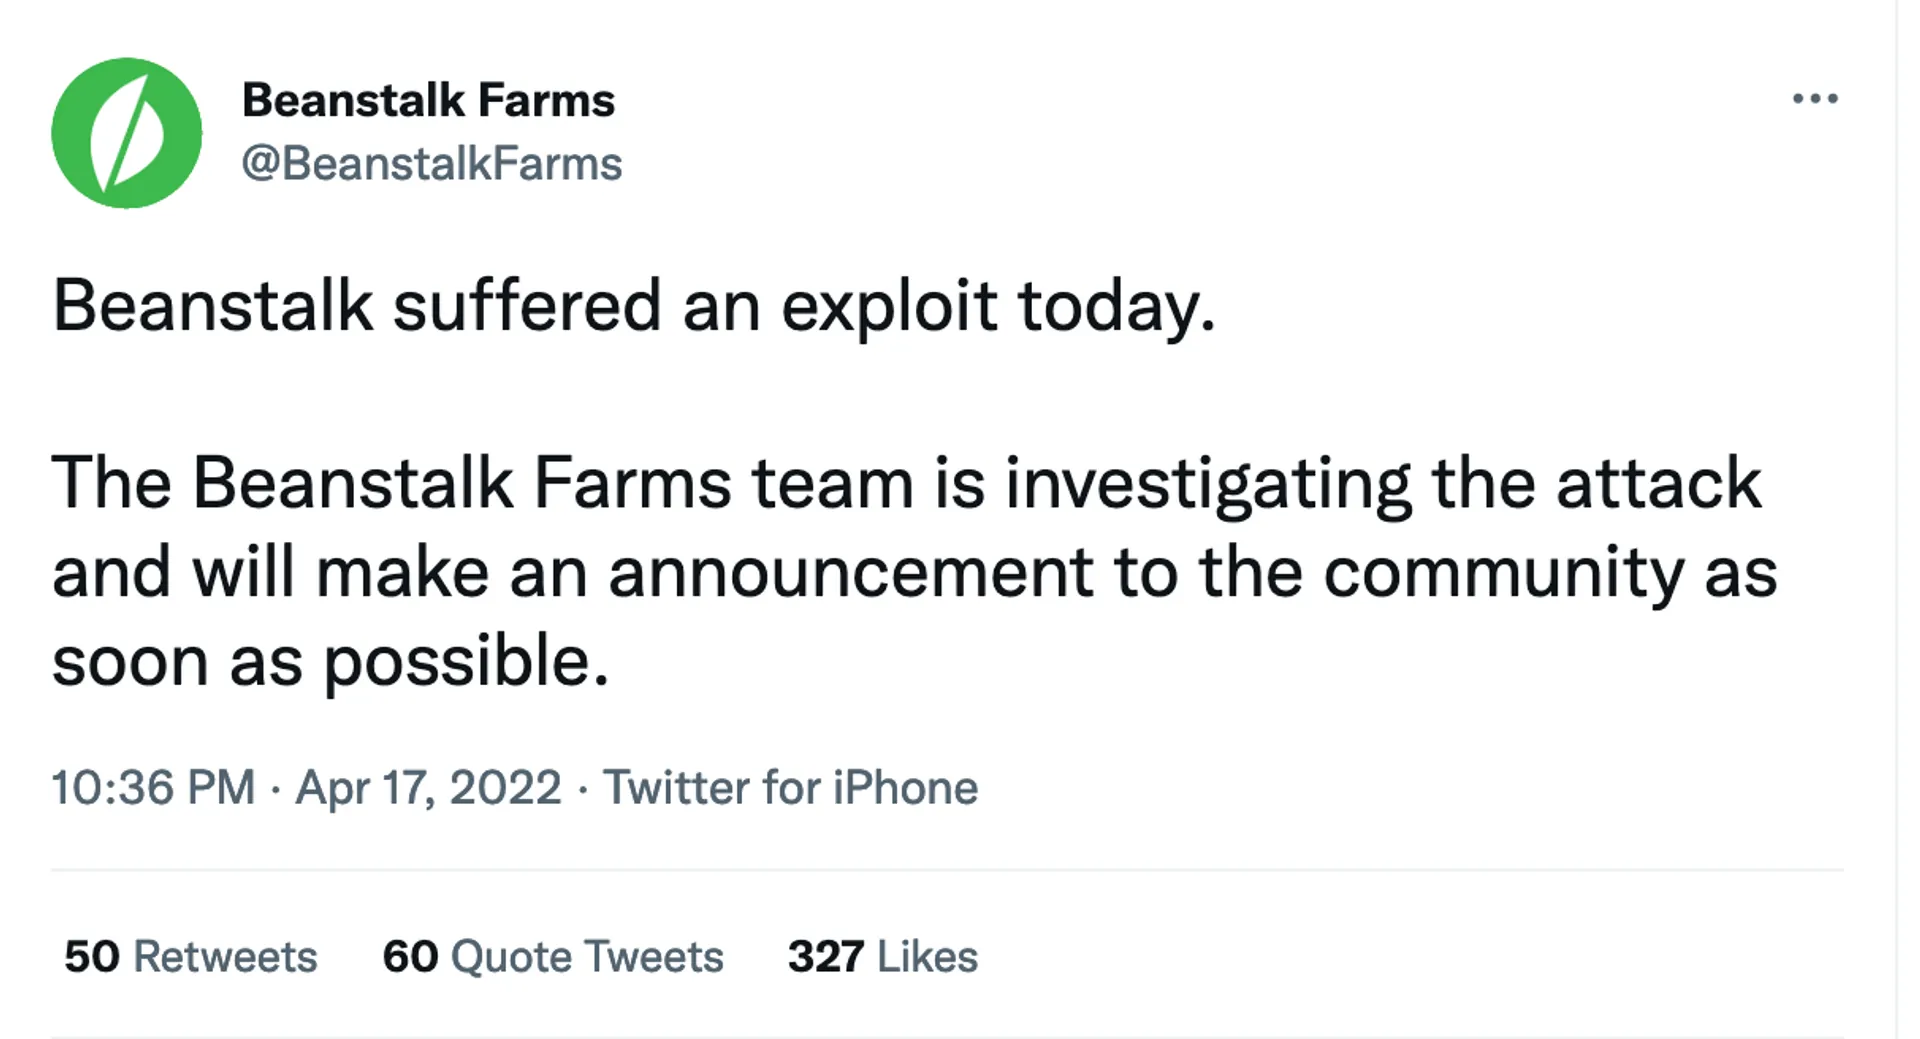 Beanstalk Farms
@BeanstalkFarms
Beanstalk suffered an exploit today.
The Beanstalk Farms team is investigating the attack
and will make an announcement to the community as
soon as possible.
10:36 PM · Apr 17, 2022 · Twitter for iPhone
50 Retweets 60 Quote Tweets 327 Likes